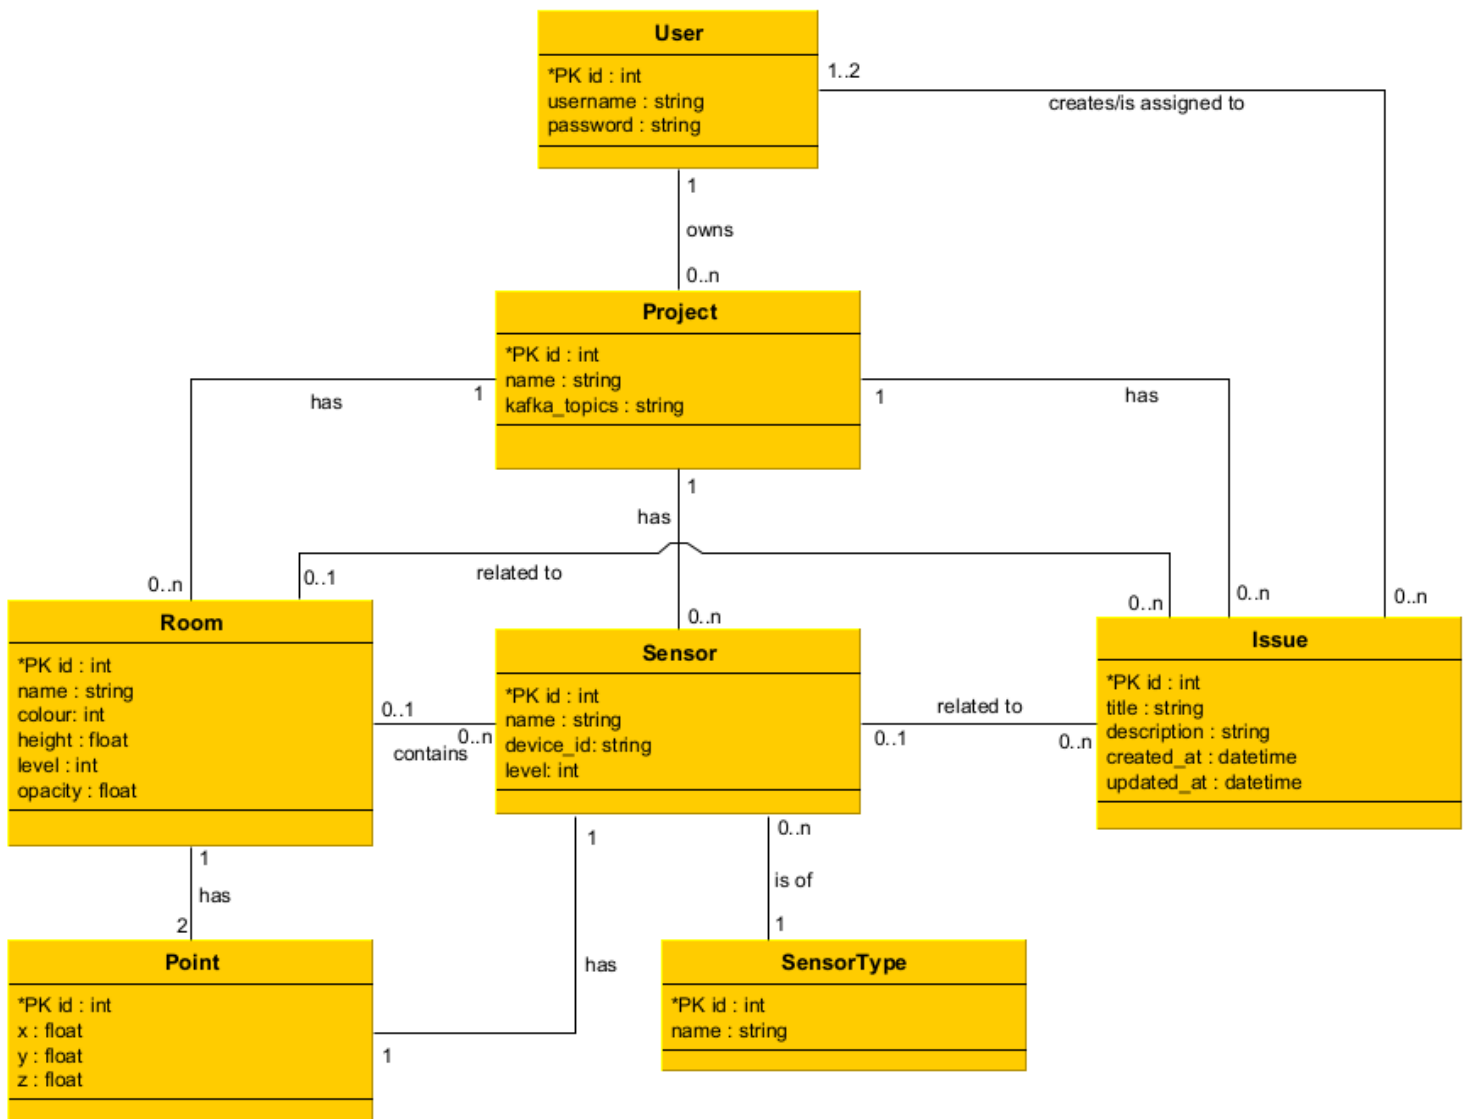 User
*PK id : int
username : string
password : string
1..2
creates/is assigned to
1
owns
0..n
Project
*PK id : int
name : string
kafka_topics : string
1
has
1
has
1
has
related to
0..n
0..1
0..n
0..n
0..n
0..n
Room
*PK id : int
name : string
colour: int
height : float
level : int
opacity : float
Sensor
*PK id : int
name : string
device_id: string
level: int
Issue
*PK id : int
title : string
description : string
created_at : datetime
updated_at : datetime
0..1
0..n
contains
related to
0..1
0..n
1
has
2
1
has
1
0..n
is of
1
Point
*PK id : int
x : float
y : float
z : float
SensorType
*PK id : int
name : string